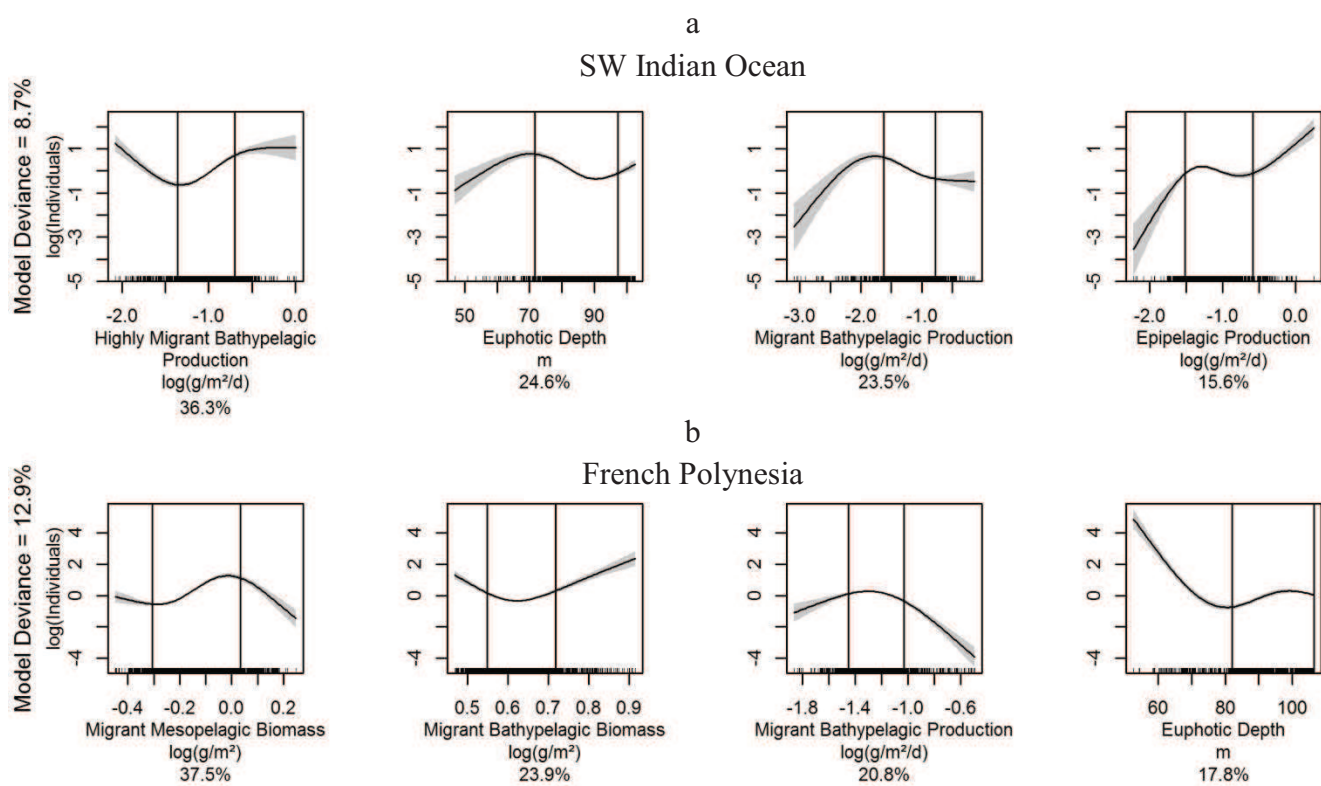 a
SW Indian Ocean
Model Deviance = 8.7%
log(Individuals)
1
-1
-3
-5
-2.0 -1.0 0.0
Highly Migrant Bathypelagic
Production
log(g/m²/d)
36.3%
1
-1
-3
-5
50 70 90
Euphotic Depth
m
24.6%
1
-1
-3
-5
-3.0 -2.0 -1.0
Migrant Bathypelagic Production
log(g/m²/d)
23.5%
1
-1
-3
-5
-2.0 -1.0 0.0
Epipelagic Production
log(g/m²/d)
15.6%
b
French Polynesia
Model Deviance = 12.9%
log(Individuals)
4
2
0
-4
-0.4 -0.2 0.0 0.2
Migrant Mesopelagic Biomass
log(g/m²)
37.5%
4
2
0
-4
0.5 0.6 0.7 0.8 0.9
Migrant Bathypelagic Biomass
log(g/m²)
23.9%
4
2
0
-4
-1.8 -1.4 -1.0 -0.6
Migrant Bathypelagic Production
log(g/m²/d)
20.8%
4
2
0
-4
60 80 100
Euphotic Depth
m
17.8%